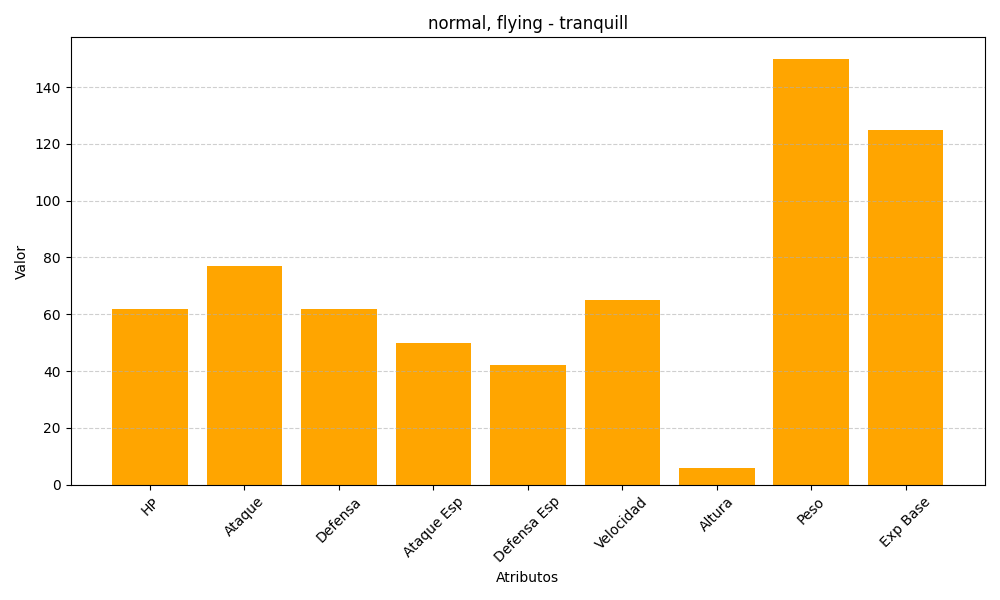 normal, flying - tranquill
Valor
140
120
100
80
60
40
20
0
HP
Ataque
Defensa
Ataque Esp
Defensa Esp
Velocidad
Altura
Peso
Exp Base
Atributos